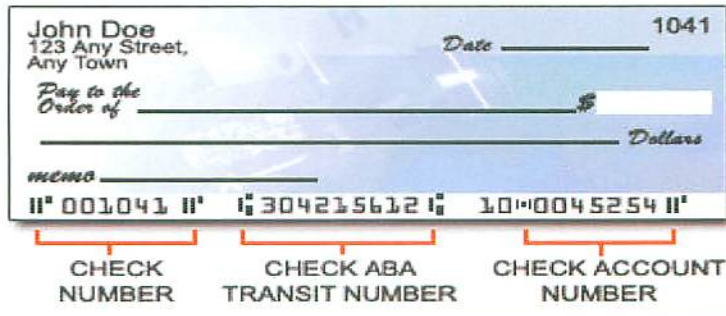 John Doe
1041
123 Any Street,
Any Town
Date
Pay to the
Order of
$
Dollars
memo
⑈ 001041 ⑈ ⑆ 304215612 ⑆ 10⑉0045254 ⑈
CHECK NUMBER
CHECK ABA TRANSIT NUMBER
CHECK ACCOUNT NUMBER